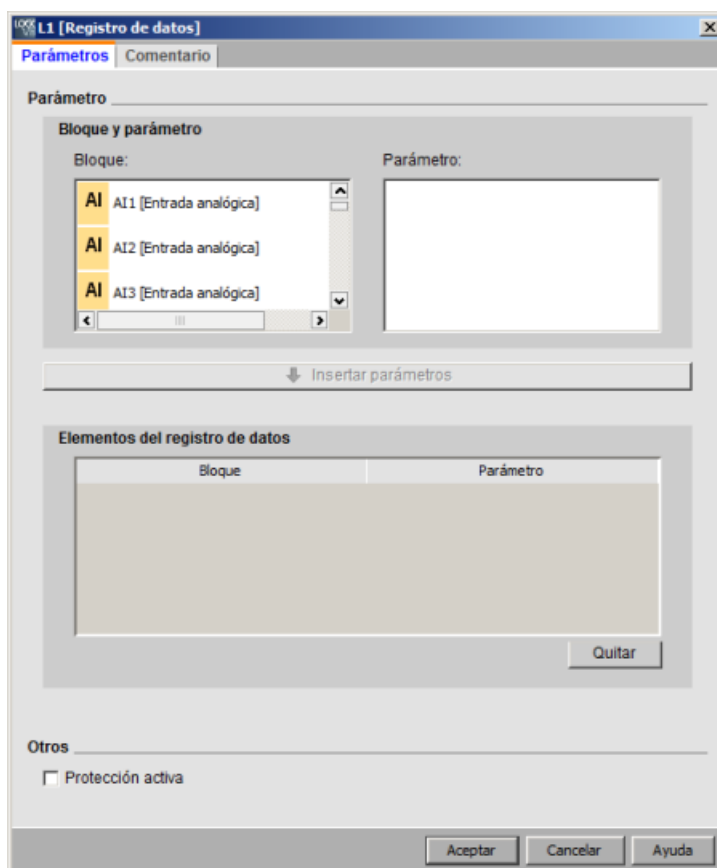 LOGO L1 [Registro de datos]
Parámetros Comentario
Parámetro
Bloque y parámetro
Bloque: Parámetro:
AI AI1 [Entrada analógica]
AI AI2 [Entrada analógica]
AI AI3 [Entrada analógica]
Insertar parámetros
Elementos del registro de datos
Bloque Parámetro
Quitar
Otros
Protección activa
Aceptar Cancelar Ayuda